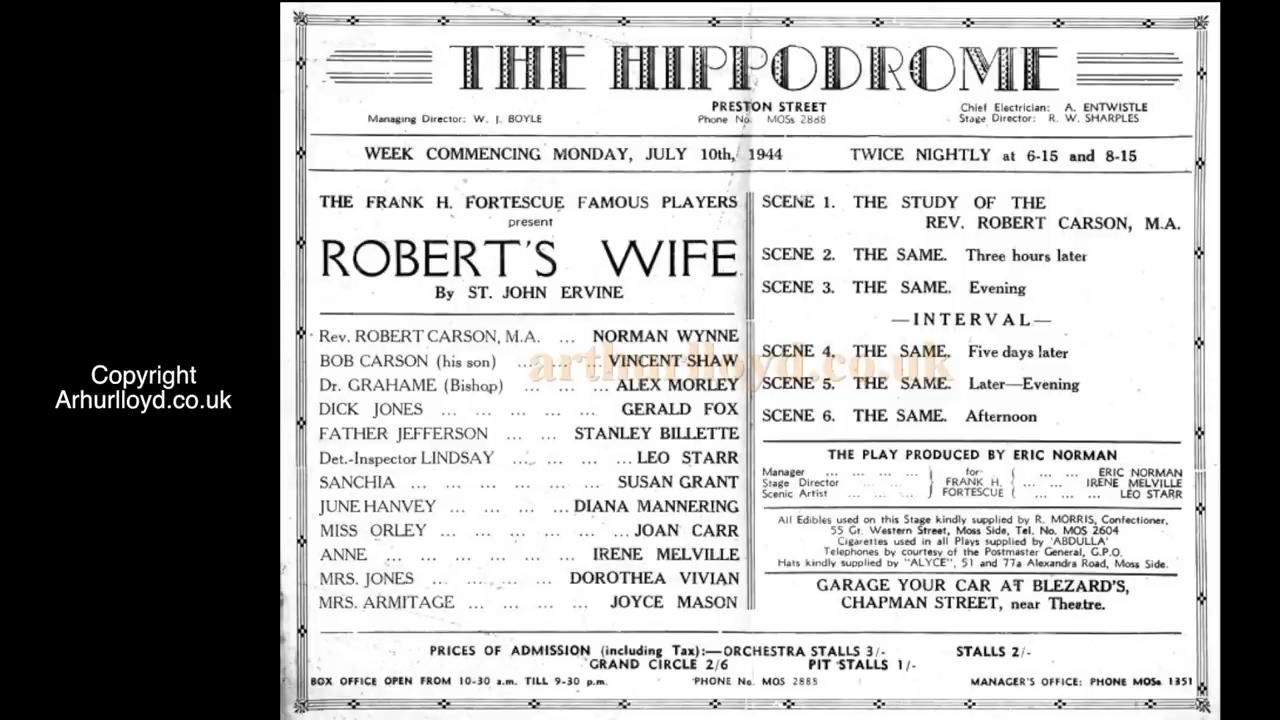 Copyright
Arhurlloyd.co.uk
THE HIPPODROME
PRESTON STREET
Managing Director: W. J. BOYLE
Phone No. MOSs 2888
Chief Electrician: A. ENTWISTLE
Stage Director: R. W. SHARPLES
WEEK COMMENCING MONDAY, JULY 10th, 1944 TWICE NIGHTLY at 6-15 and 8-15
THE FRANK H. FORTESCUE FAMOUS PLAYERS
present
ROBERT'S WIFE
By ST. JOHN ERVINE
Rev. ROBERT CARSON, M.A. ... NORMAN WYNNE
BOB CARSON (his son) ... ... ... VINCENT SHAW
Dr. GRAHAME (Bishop) ... ... ... ALEX MORLEY
DICK JONES ... ... ... ... GERALD FOX
FATHER JEFFERSON ... ... STANLEY BILLETTE
Det.-Inspector LINDSAY ... ... ... LEO STARR
SANCHIA ... ... ... ... ... SUSAN GRANT
JUNE HANVEY ... ... ... DIANA MANNERING
MISS ORLEY ... ... ... ... JOAN CARR
ANNE ... ... ... ... ... IRENE MELVILLE
MRS. JONES ... ... ... DOROTHEA VIVIAN
MRS. ARMITAGE ... ... ... JOYCE MASON
SCENE 1. THE STUDY OF THE
REV. ROBERT CARSON, M.A.
SCENE 2. THE SAME. Three hours later
SCENE 3. THE SAME. Evening
—INTERVAL—
SCENE 4. THE SAME. Five days later
SCENE 5. THE SAME. Later—Evening
SCENE 6. THE SAME. Afternoon
THE PLAY PRODUCED BY ERIC NORMAN
Manager ... ... ... ... for ... ... ERIC NORMAN
Stage Director ... ... FRANK H. ... IRENE MELVILLE
Scenic Artist ... ... ... FORTESCUE ... ... ... LEO STARR
All Edibles used on this Stage kindly supplied by R. MORRIS, Confectioner,
55 Gt. Western Street, Moss Side, Tel. No. MOS 2604
Cigarettes used in all Plays supplied by 'ABDULLA'
Telephones by courtesy of the Postmaster General, G.P.O.
Hats kindly supplied by "ALYCE", 51 and 77a Alexandra Road, Moss Side.
GARAGE YOUR CAR AT BLEZARD'S,
CHAPMAN STREET, near Theatre.
arthurlloyd.co.uk
PRICES OF ADMISSION (including Tax):—ORCHESTRA STALLS 3/- STALLS 2/-
GRAND CIRCLE 2/6 PIT STALLS 1/-
BOX OFFICE OPEN FROM 10-30 a.m. TILL 9-30 p.m. PHONE No. MOS 2885 MANAGER'S OFFICE: PHONE MOSs 1351